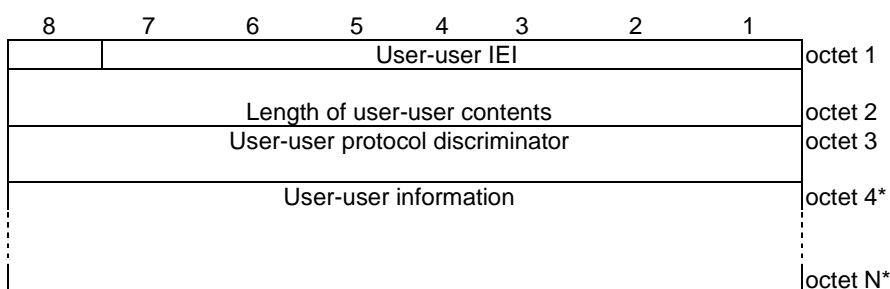 8 7 6 5 4 3 2 1
User-user IEI octet 1
Length of user-user contents octet 2
User-user protocol discriminator octet 3
User-user information octet 4*
octet N*